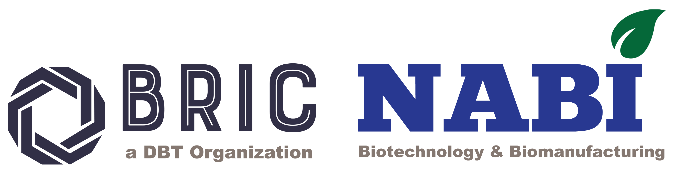 BRIC
a DBT Organization
NABI
Biotechnology & Biomanufacturing